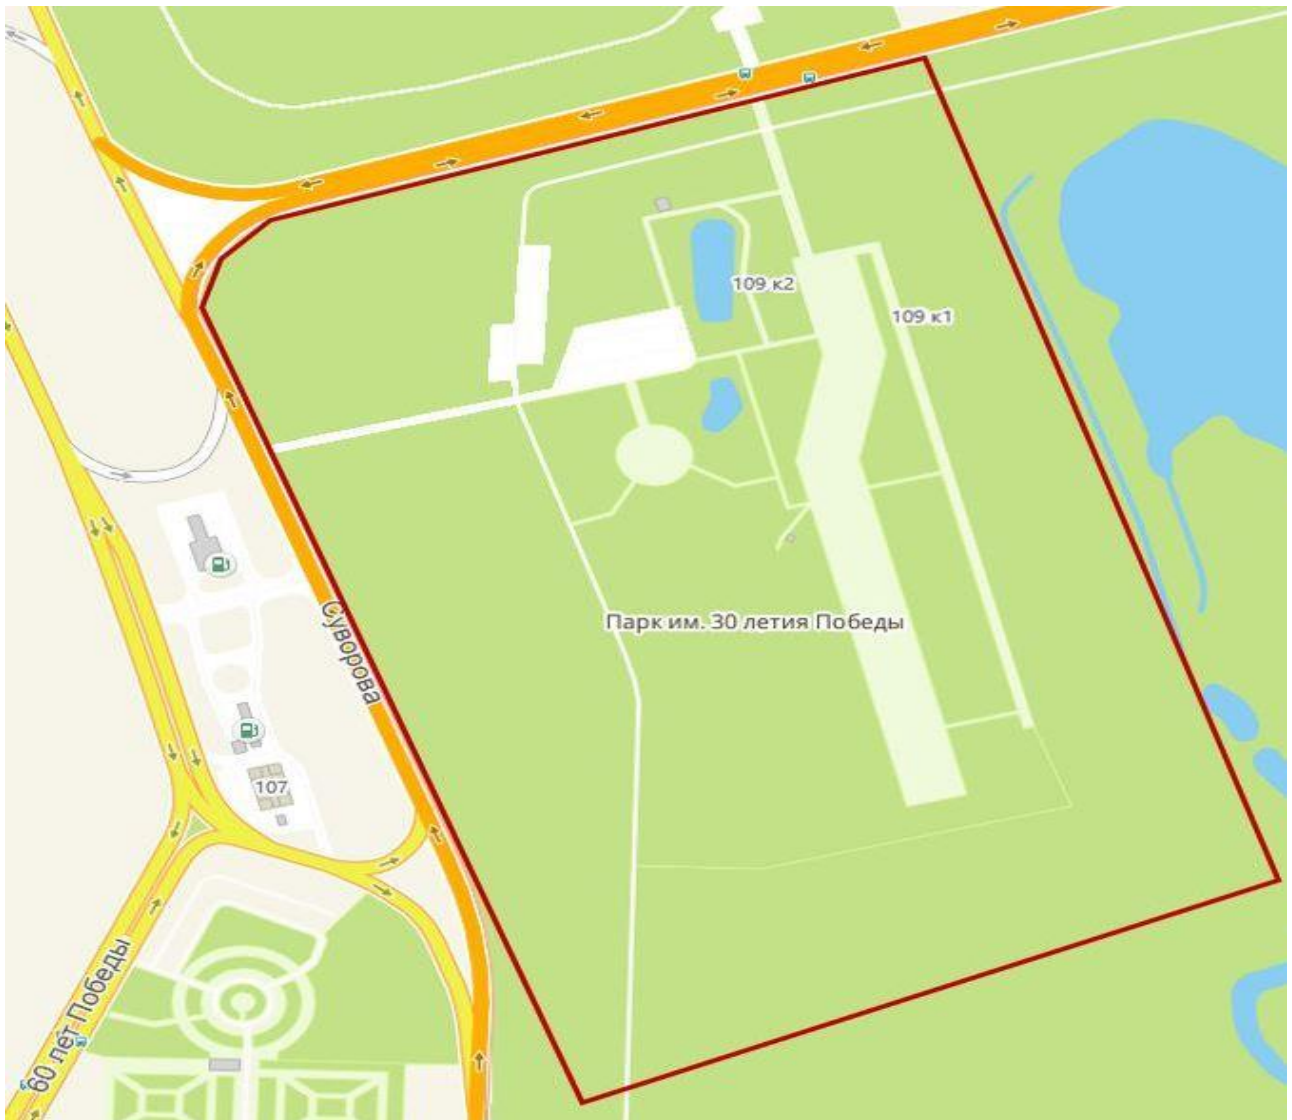 109 к2
109 к1
Суворова
Парк им. 30 летия Победы
107
60 лет Победы